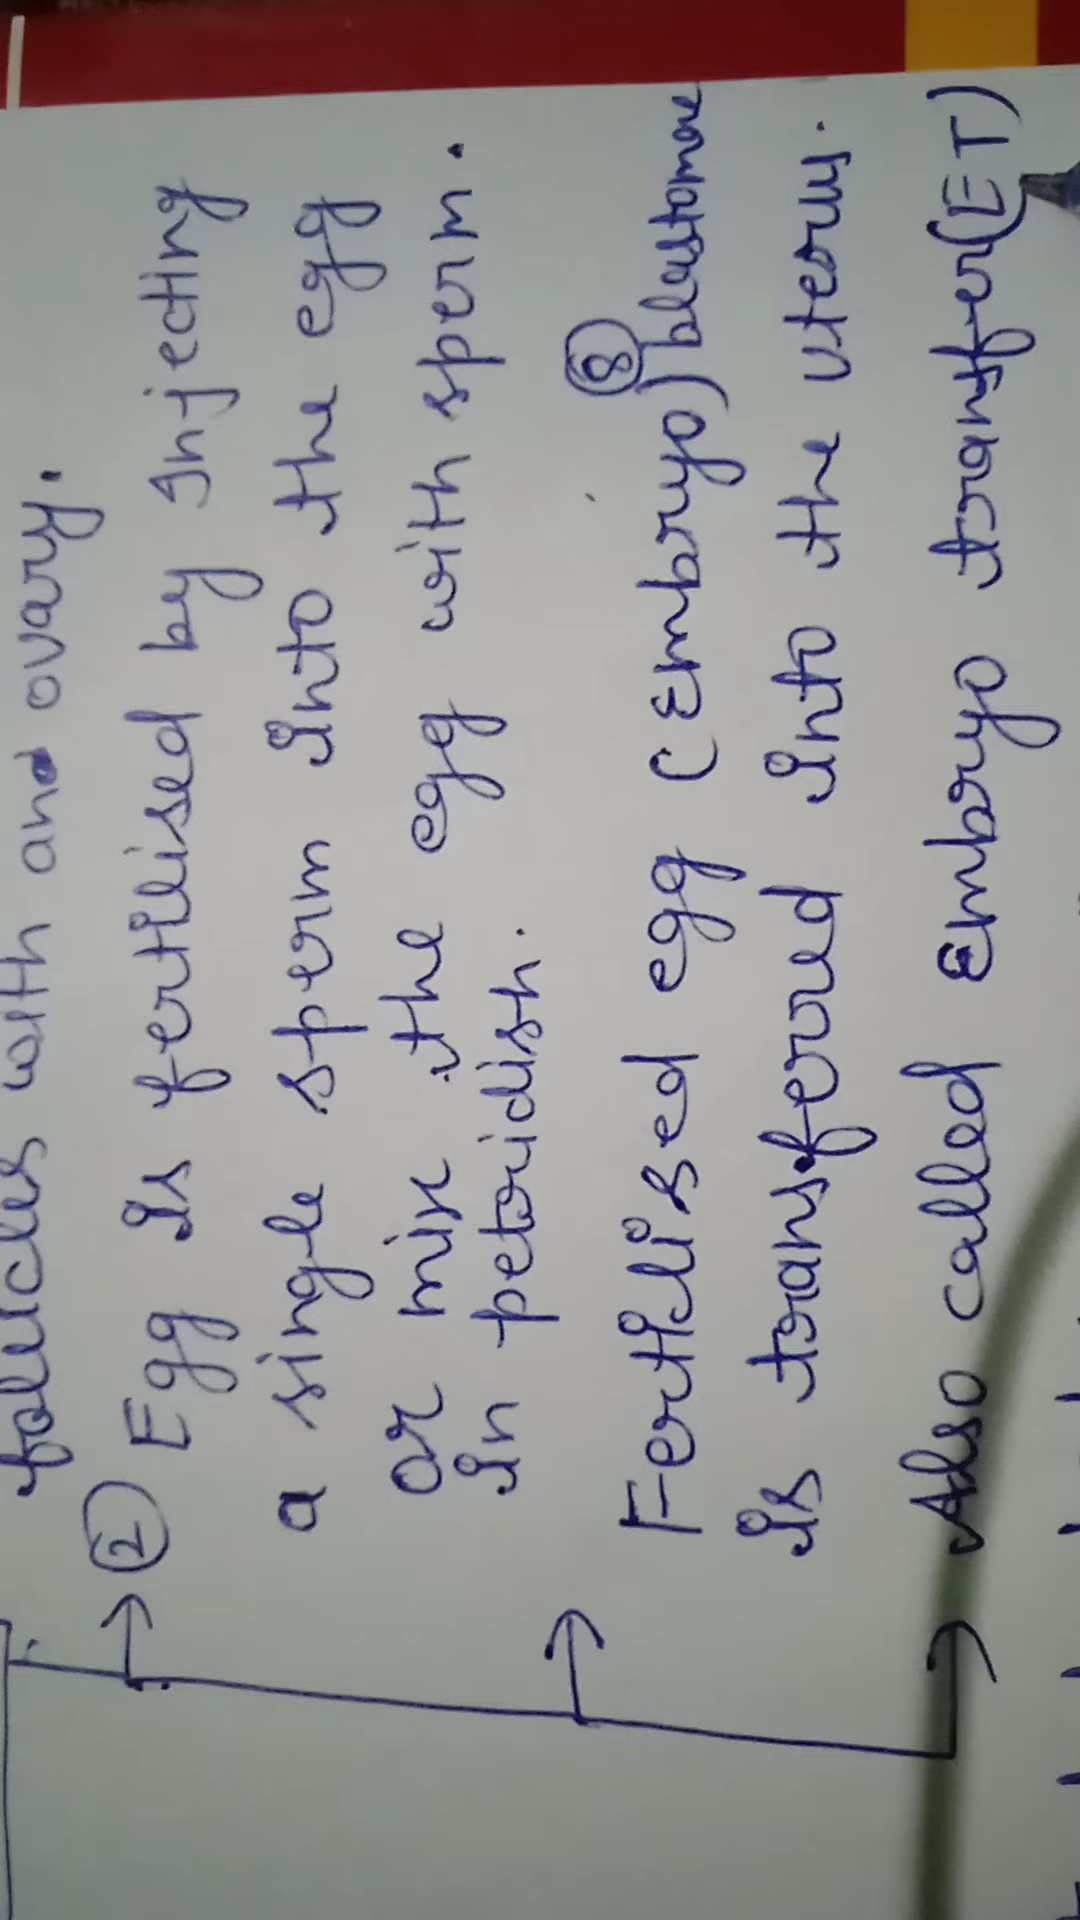 follicles with and ovary.
② Egg is fertilised by Injecting
a single sperm into the egg
or mix the egg with sperm.
in petridish.
8
Fertilised egg (Embryo) blastomore
is transferred into the uterus.
Also called Embryo transfer (ET)